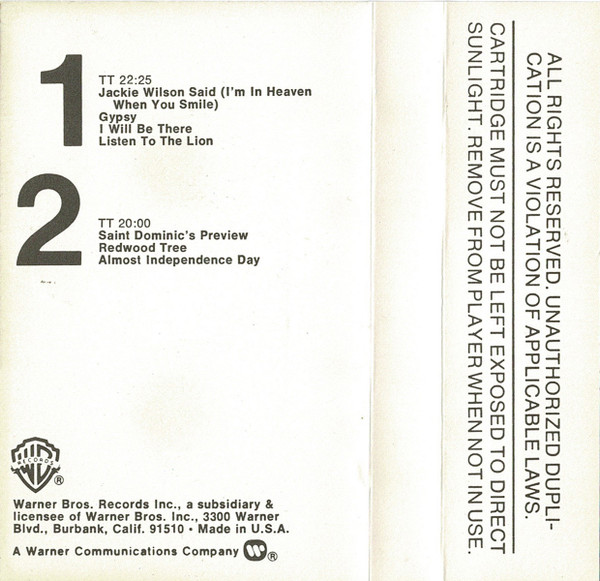 1
TT 22:25
Jackie Wilson Said (I'm In Heaven
When You Smile)
Gypsy
I Will Be There
Listen To The Lion
2
TT 20:00
Saint Dominic's Preview
Redwood Tree
Almost Independence Day
WB
RECORDS
®
Warner Bros. Records Inc., a subsidiary &
licensee of Warner Bros. Inc., 3300 Warner
Blvd., Burbank, Calif. 91510 • Made in U.S.A.
A Warner Communications Company ®
ALL RIGHTS RESERVED. UNAUTHORIZED DUPLI-
CATION IS A VIOLATION OF APPLICABLE LAWS.
CARTRIDGE MUST NOT BE LEFT EXPOSED TO DIRECT
SUNLIGHT. REMOVE FROM PLAYER WHEN NOT IN USE.